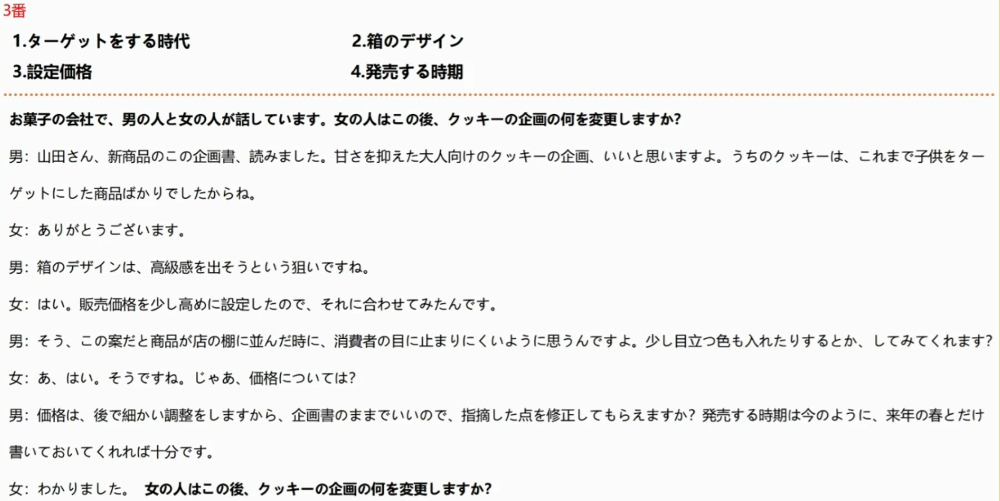 3番
1.ターゲットをする時代 2.箱のデザイン
3.設定価格 4.発売する時期
お菓子の会社で、男の人と女の人が話しています。女の人はこの後、クッキーの企画の何を変更しますか?
男：山田さん、新商品のこの企画書、読みました。甘さを抑えた大人向けのクッキーの企画、いいと思いますよ。うちのクッキーは、これまで子供をター
ゲットにした商品ばかりでしたからね。
女：ありがとうございます。
男：箱のデザインは、高級感を出そうという狙いですね。
女：はい。販売価格を少し高めに設定したので、それに合わせてみたんです。
男：そう、この案だと商品が店の棚に並んだ時に、消費者の目に止まりにくいように思うんですよ。少し目立つ色も入れたりするとか、してみてくれます?
女：あ、はい。そうですね。じゃあ、価格については?
男：価格は、後で細かい調整をしますから、企画書のままでいいので、指摘した点を修正してもらえますか? 発売する時期は今のように、来年の春とだけ
書いておいてくれれば十分です。
女：わかりました。 女の人はこの後、クッキーの企画の何を変更しますか?